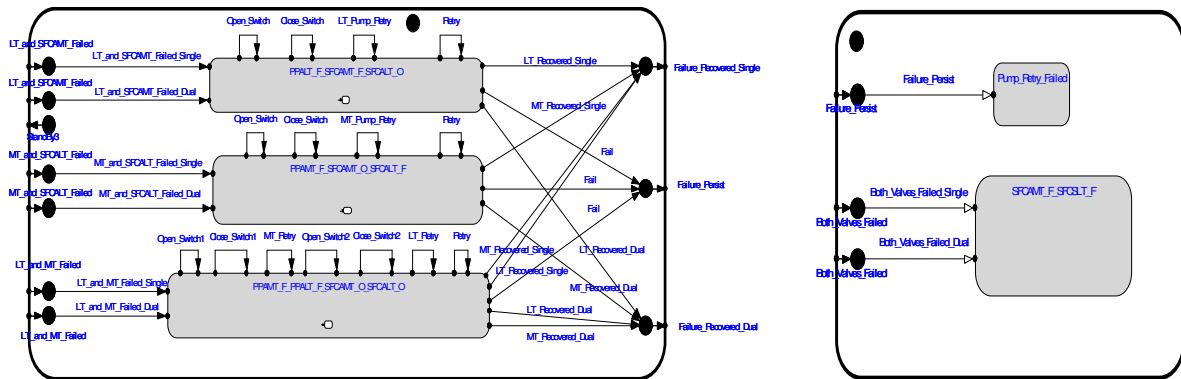 Open_Switch Close_Switch LT_Pump_Retry Retry
LT_and_SFCAMT_Failed
LT_and_SFCAMT_Failed_Single
PPALT_F_SFCAMT_F_SFCALT_O
LT_Recovered_Single
Failure_Recovered_Single
LT_and_SFCAMT_Failed
LT_and_SFCAMT_Failed_Dual
MT_Recovered_Single
Open_Switch Close_Switch MT_Pump_Retry Retry
StandBy3
MT_and_SFCALT_Failed
MT_and_SFCALT_Failed_Single
PPAMT_F_SFCAMT_O_SFCALT_F
Fail
Fail
Failure_Persist
MT_and_SFCALT_Failed
MT_and_SFCALT_Failed_Dual
Fail
Open_Switch1 Close_Switch1 MT_Retry Open_Switch2 Close_Switch2 LT_Retry Retry
MT_Recovered_Single
LT_Recovered_Dual
LT_and_MT_Failed
LT_and_MT_Failed_Single
LT_Recovered_Single
PPAMT_F_PPALT_F_SFCAMT_O_SFCALT_O
MT_Recovered_Dual
LT_and_MT_Failed_Dual
LT_Recovered_Dual
LT_and_MT_Failed
MT_Recovered_Dual
Failure_Recovered_Dual
Failure_Persist
Pump_Retry_Failed
Failure_Persist
Both_Valves_Failed_Single
SFCAMT_F_SFCSLT_F
Both_Valves_Failed
Both_Valves_Failed_Dual
Both_Valves_Failed